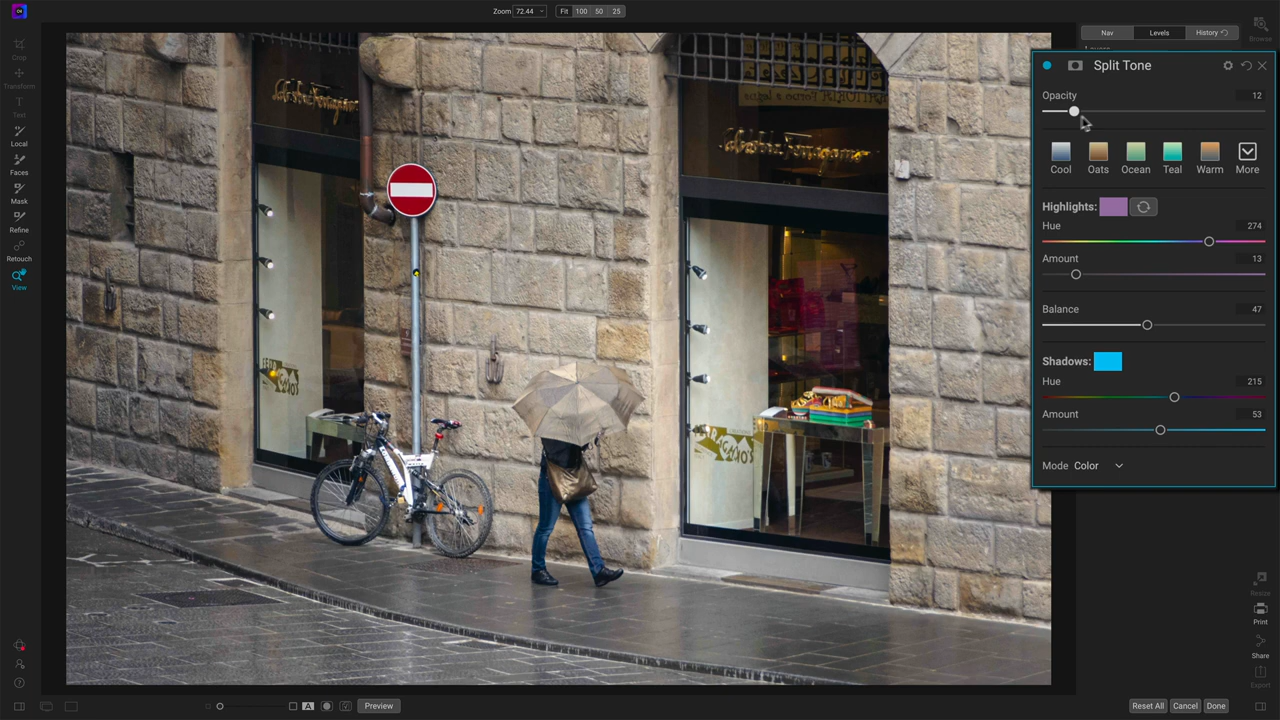 Zoom 72.44 Fit 100 50 25
Nav Levels History
Crop
Transform
Text
Local
Faces
Mask
Refine
Retouch
View
Browse
Split Tone
Opacity 12
Cool Oats Ocean Teal Warm More
Highlights:
Hue 274
Amount 13
Balance 47
Shadows:
Hue 215
Amount 53
Mode Color
Salvatore Ferragamo
Resize
Print
Share
Export
A Preview
Reset All Cancel Done